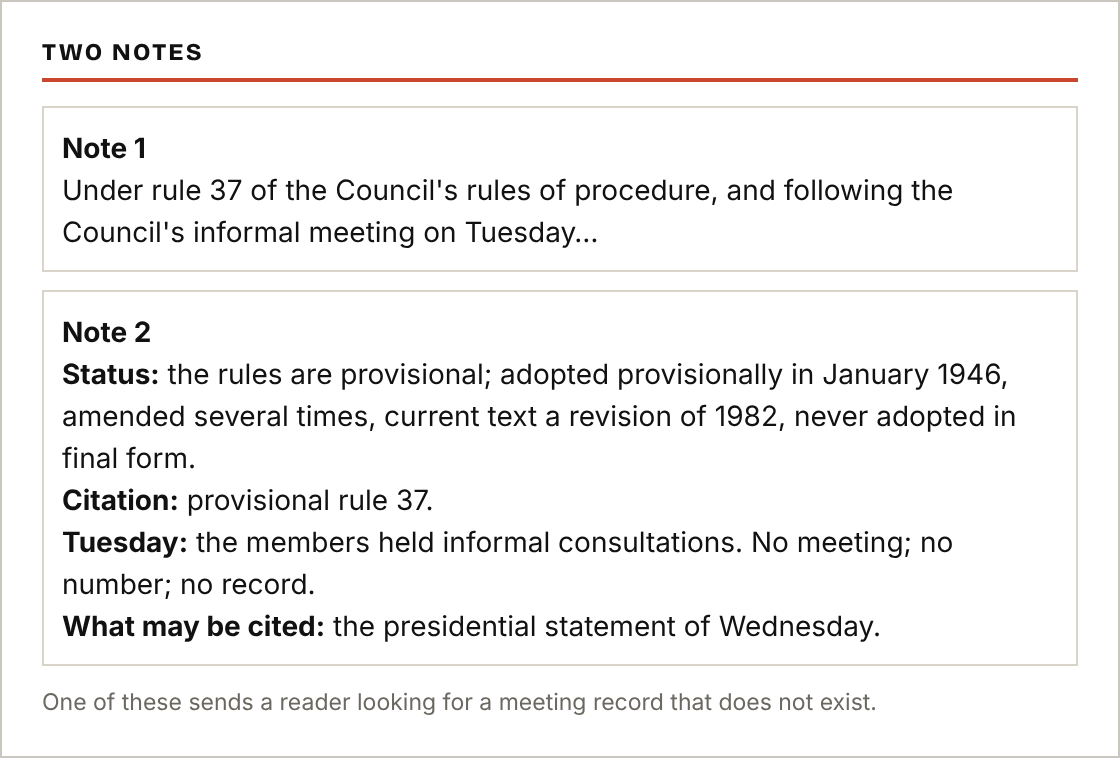 TWO NOTES
Note 1
Under rule 37 of the Council's rules of procedure, and following the
Council's informal meeting on Tuesday...
Note 2
Status: the rules are provisional; adopted provisionally in January 1946,
amended several times, current text a revision of 1982, never adopted in
final form.
Citation: provisional rule 37.
Tuesday: the members held informal consultations. No meeting; no
number; no record.
What may be cited: the presidential statement of Wednesday.
One of these sends a reader looking for a meeting record that does not exist.